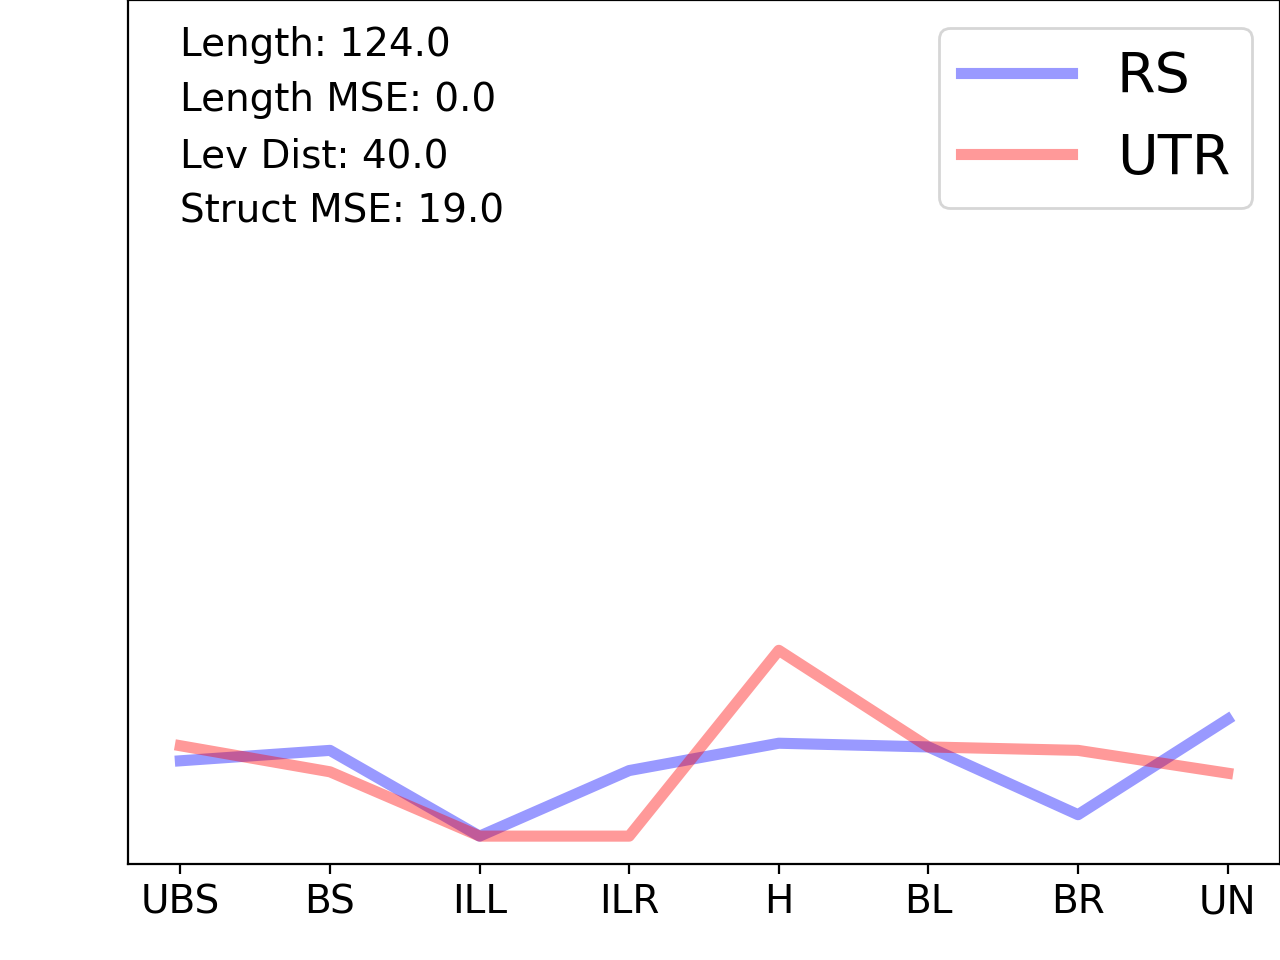 Length: 124.0
Length MSE: 0.0
Lev Dist: 40.0
Struct MSE: 19.0
RS
UTR
UBS BS ILL ILR H BL BR UN